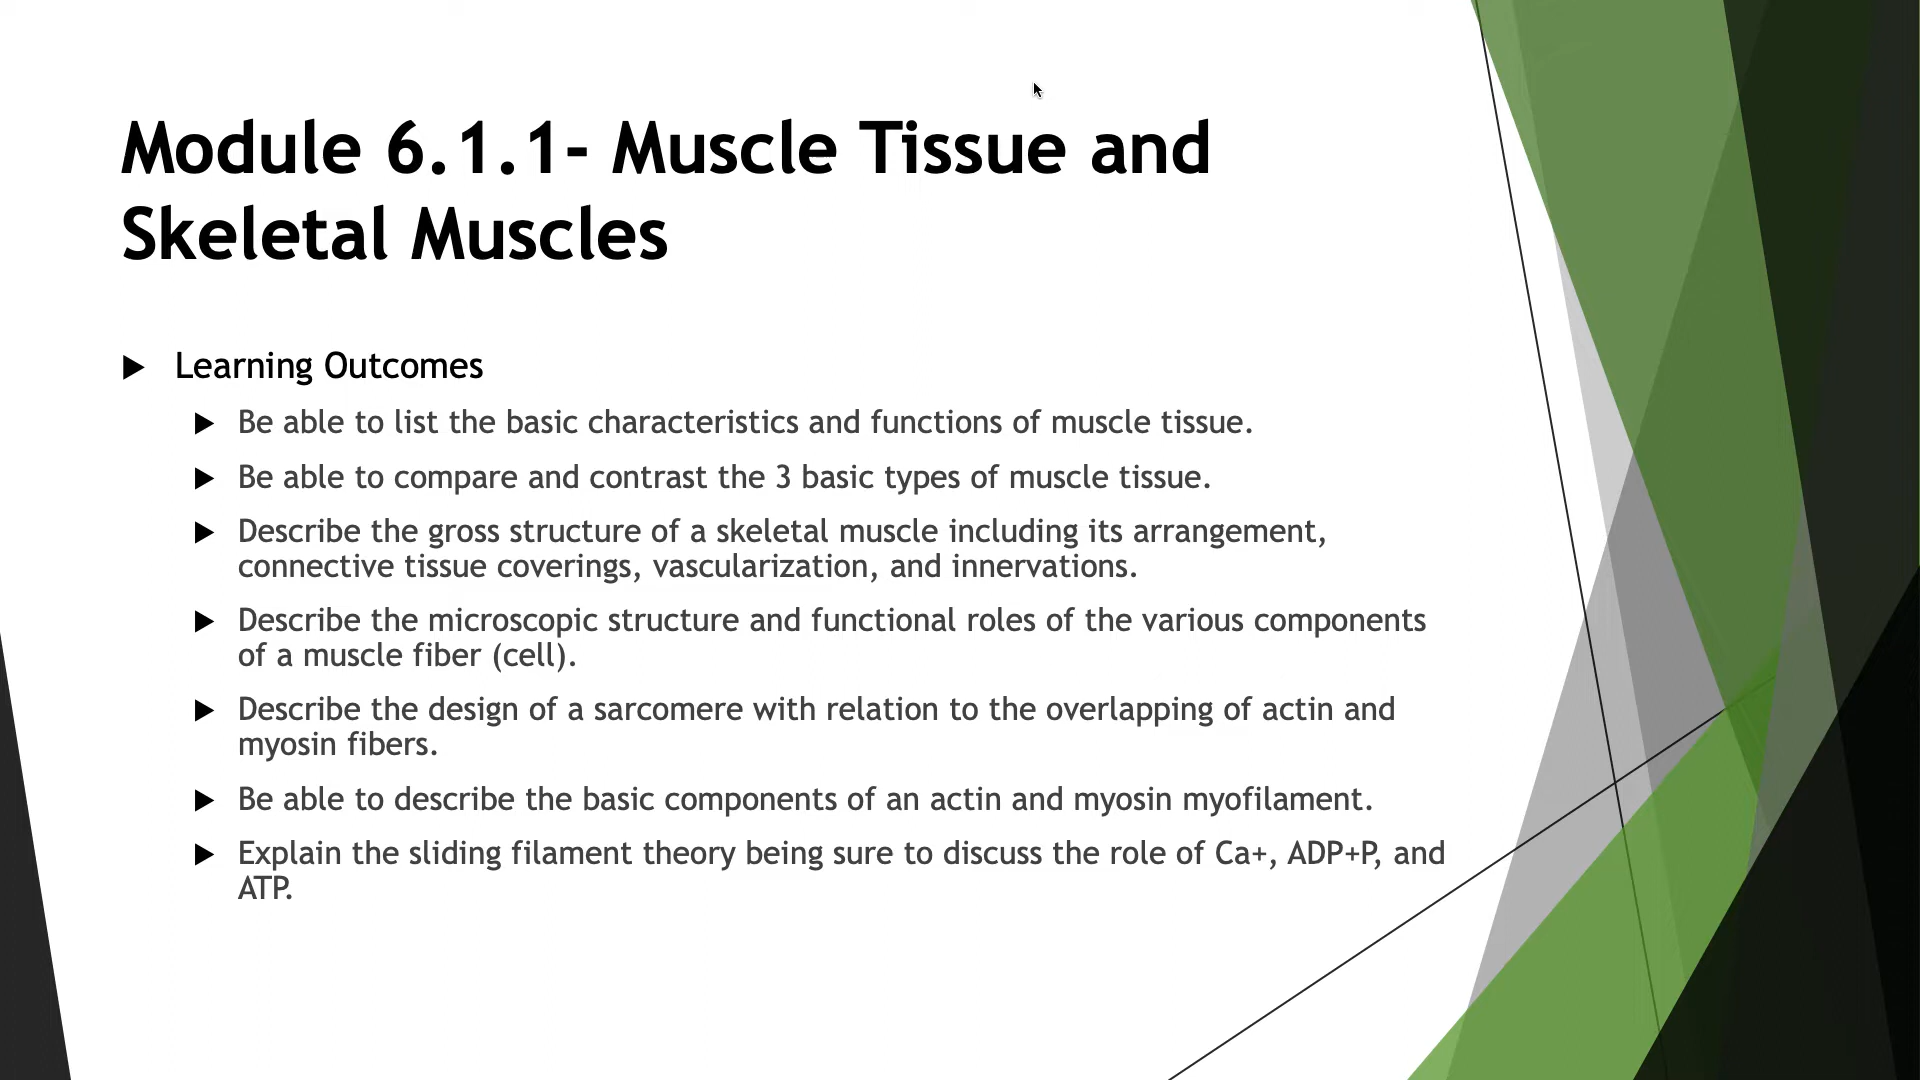 Module 6.1.1- Muscle Tissue and
Skeletal Muscles
Learning Outcomes
Be able to list the basic characteristics and functions of muscle tissue.
Be able to compare and contrast the 3 basic types of muscle tissue.
Describe the gross structure of a skeletal muscle including its arrangement,
connective tissue coverings, vascularization, and innervations.
Describe the microscopic structure and functional roles of the various components
of a muscle fiber (cell).
Describe the design of a sarcomere with relation to the overlapping of actin and
myosin fibers.
Be able to describe the basic components of an actin and myosin myofilament.
Explain the sliding filament theory being sure to discuss the role of Ca+, ADP+P, and
ATP.